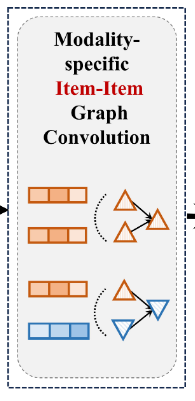 Modality-
specific
Item-Item
Graph
Convolution